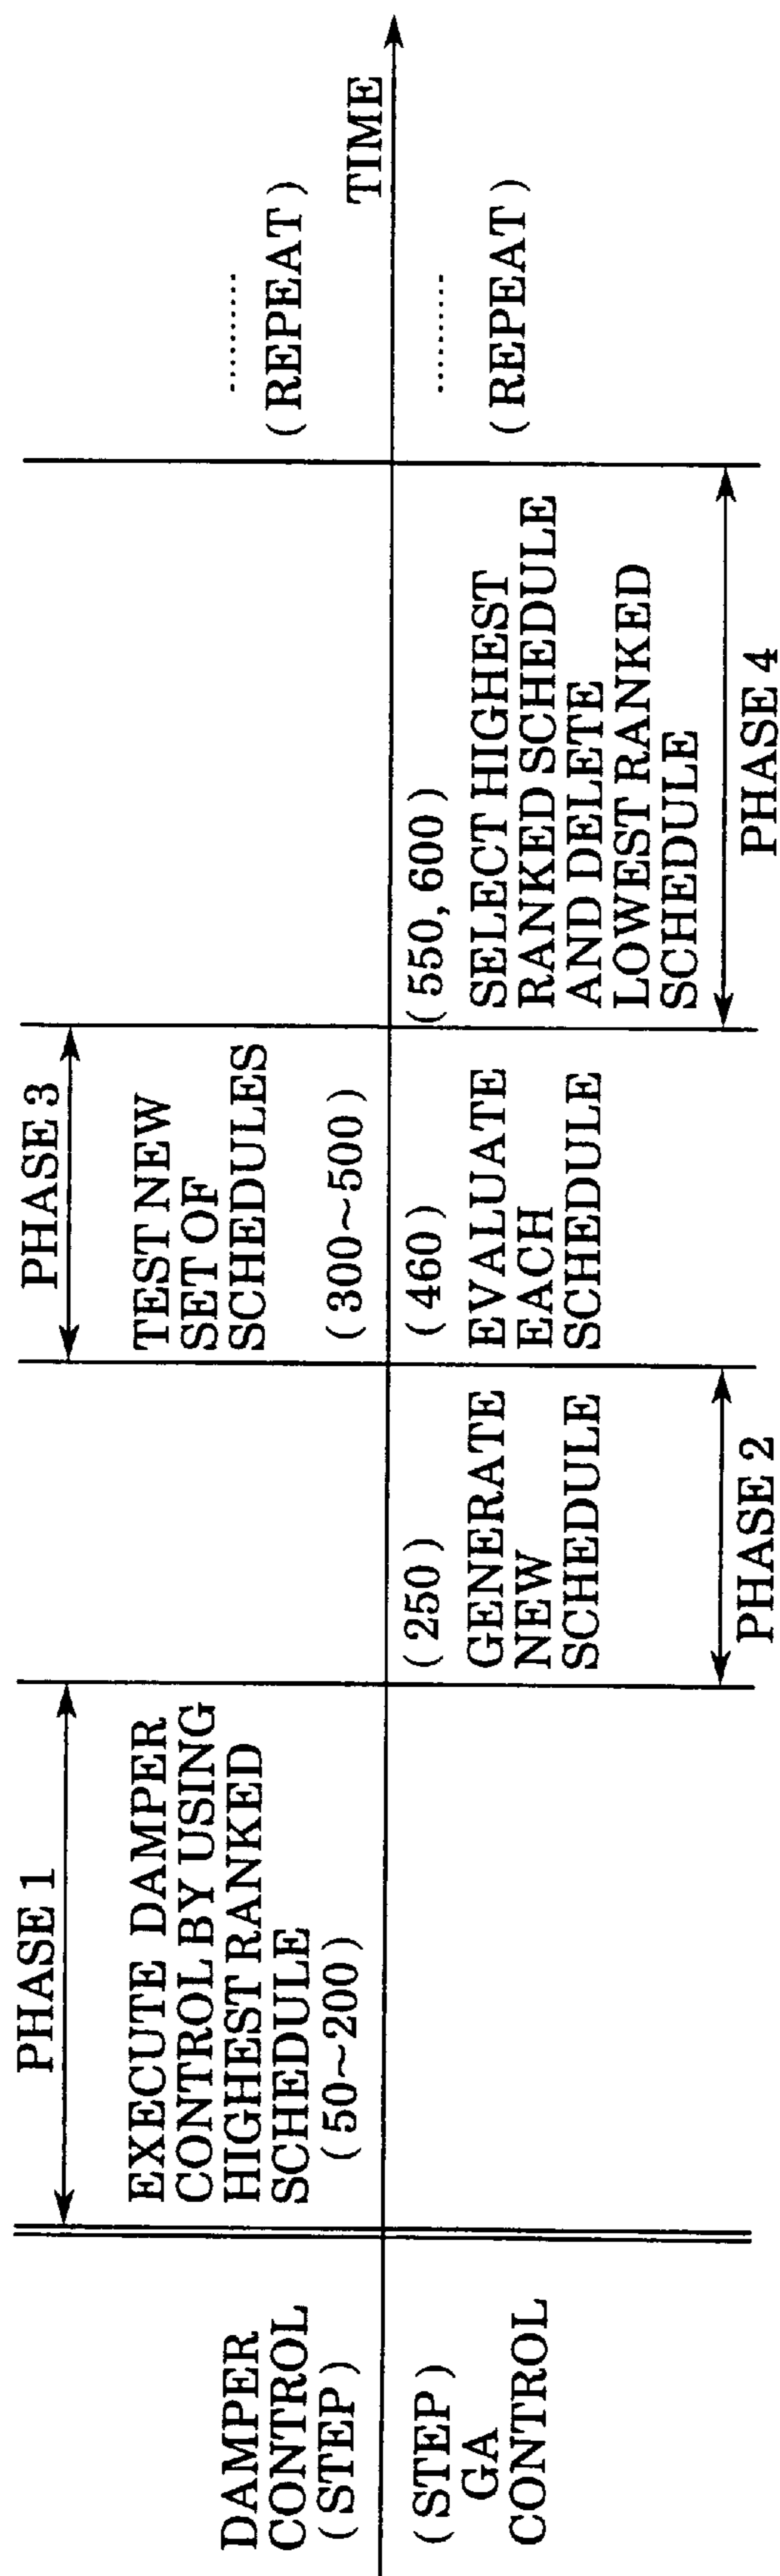 DAMPER
CONTROL
(STEP)
PHASE 1
EXECUTE DAMPER
CONTROL BY USING
HIGHEST RANKED
SCHEDULE
(50~200)
PHASE 3
TEST NEW
SET OF
SCHEDULES
(300~500)
.........
(REPEAT)
TIME
(STEP)
GA
CONTROL
(250)
GENERATE
NEW
SCHEDULE
PHASE 2
(460)
EVALUATE
EACH
SCHEDULE
(550, 600)
SELECT HIGHEST
RANKED SCHEDULE
AND DELETE
LOWEST RANKED
SCHEDULE
PHASE 4
.........
(REPEAT)